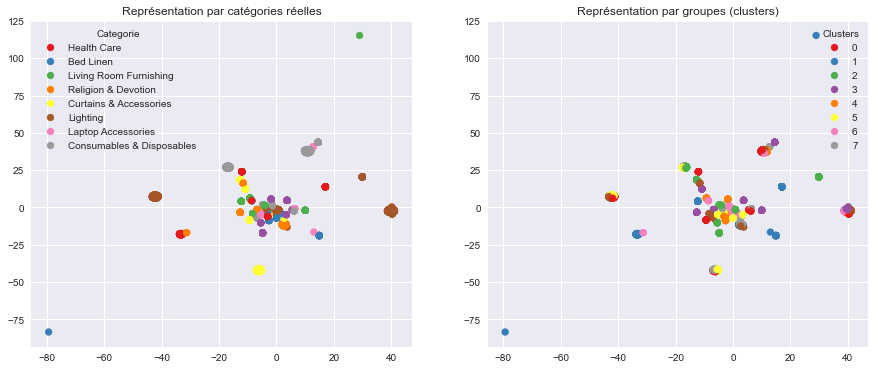 Représentation par catégories réelles
125
100
75
50
25
0
−25
−50
−75
−80 −60 −40 −20 0 20 40
Categorie
Health Care
Bed Linen
Living Room Furnishing
Religion & Devotion
Curtains & Accessories
Lighting
Laptop Accessories
Consumables & Disposables
Représentation par groupes (clusters)
125
100
75
50
25
0
−25
−50
−75
−80 −60 −40 −20 0 20 40
Clusters
0
1
2
3
4
5
6
7